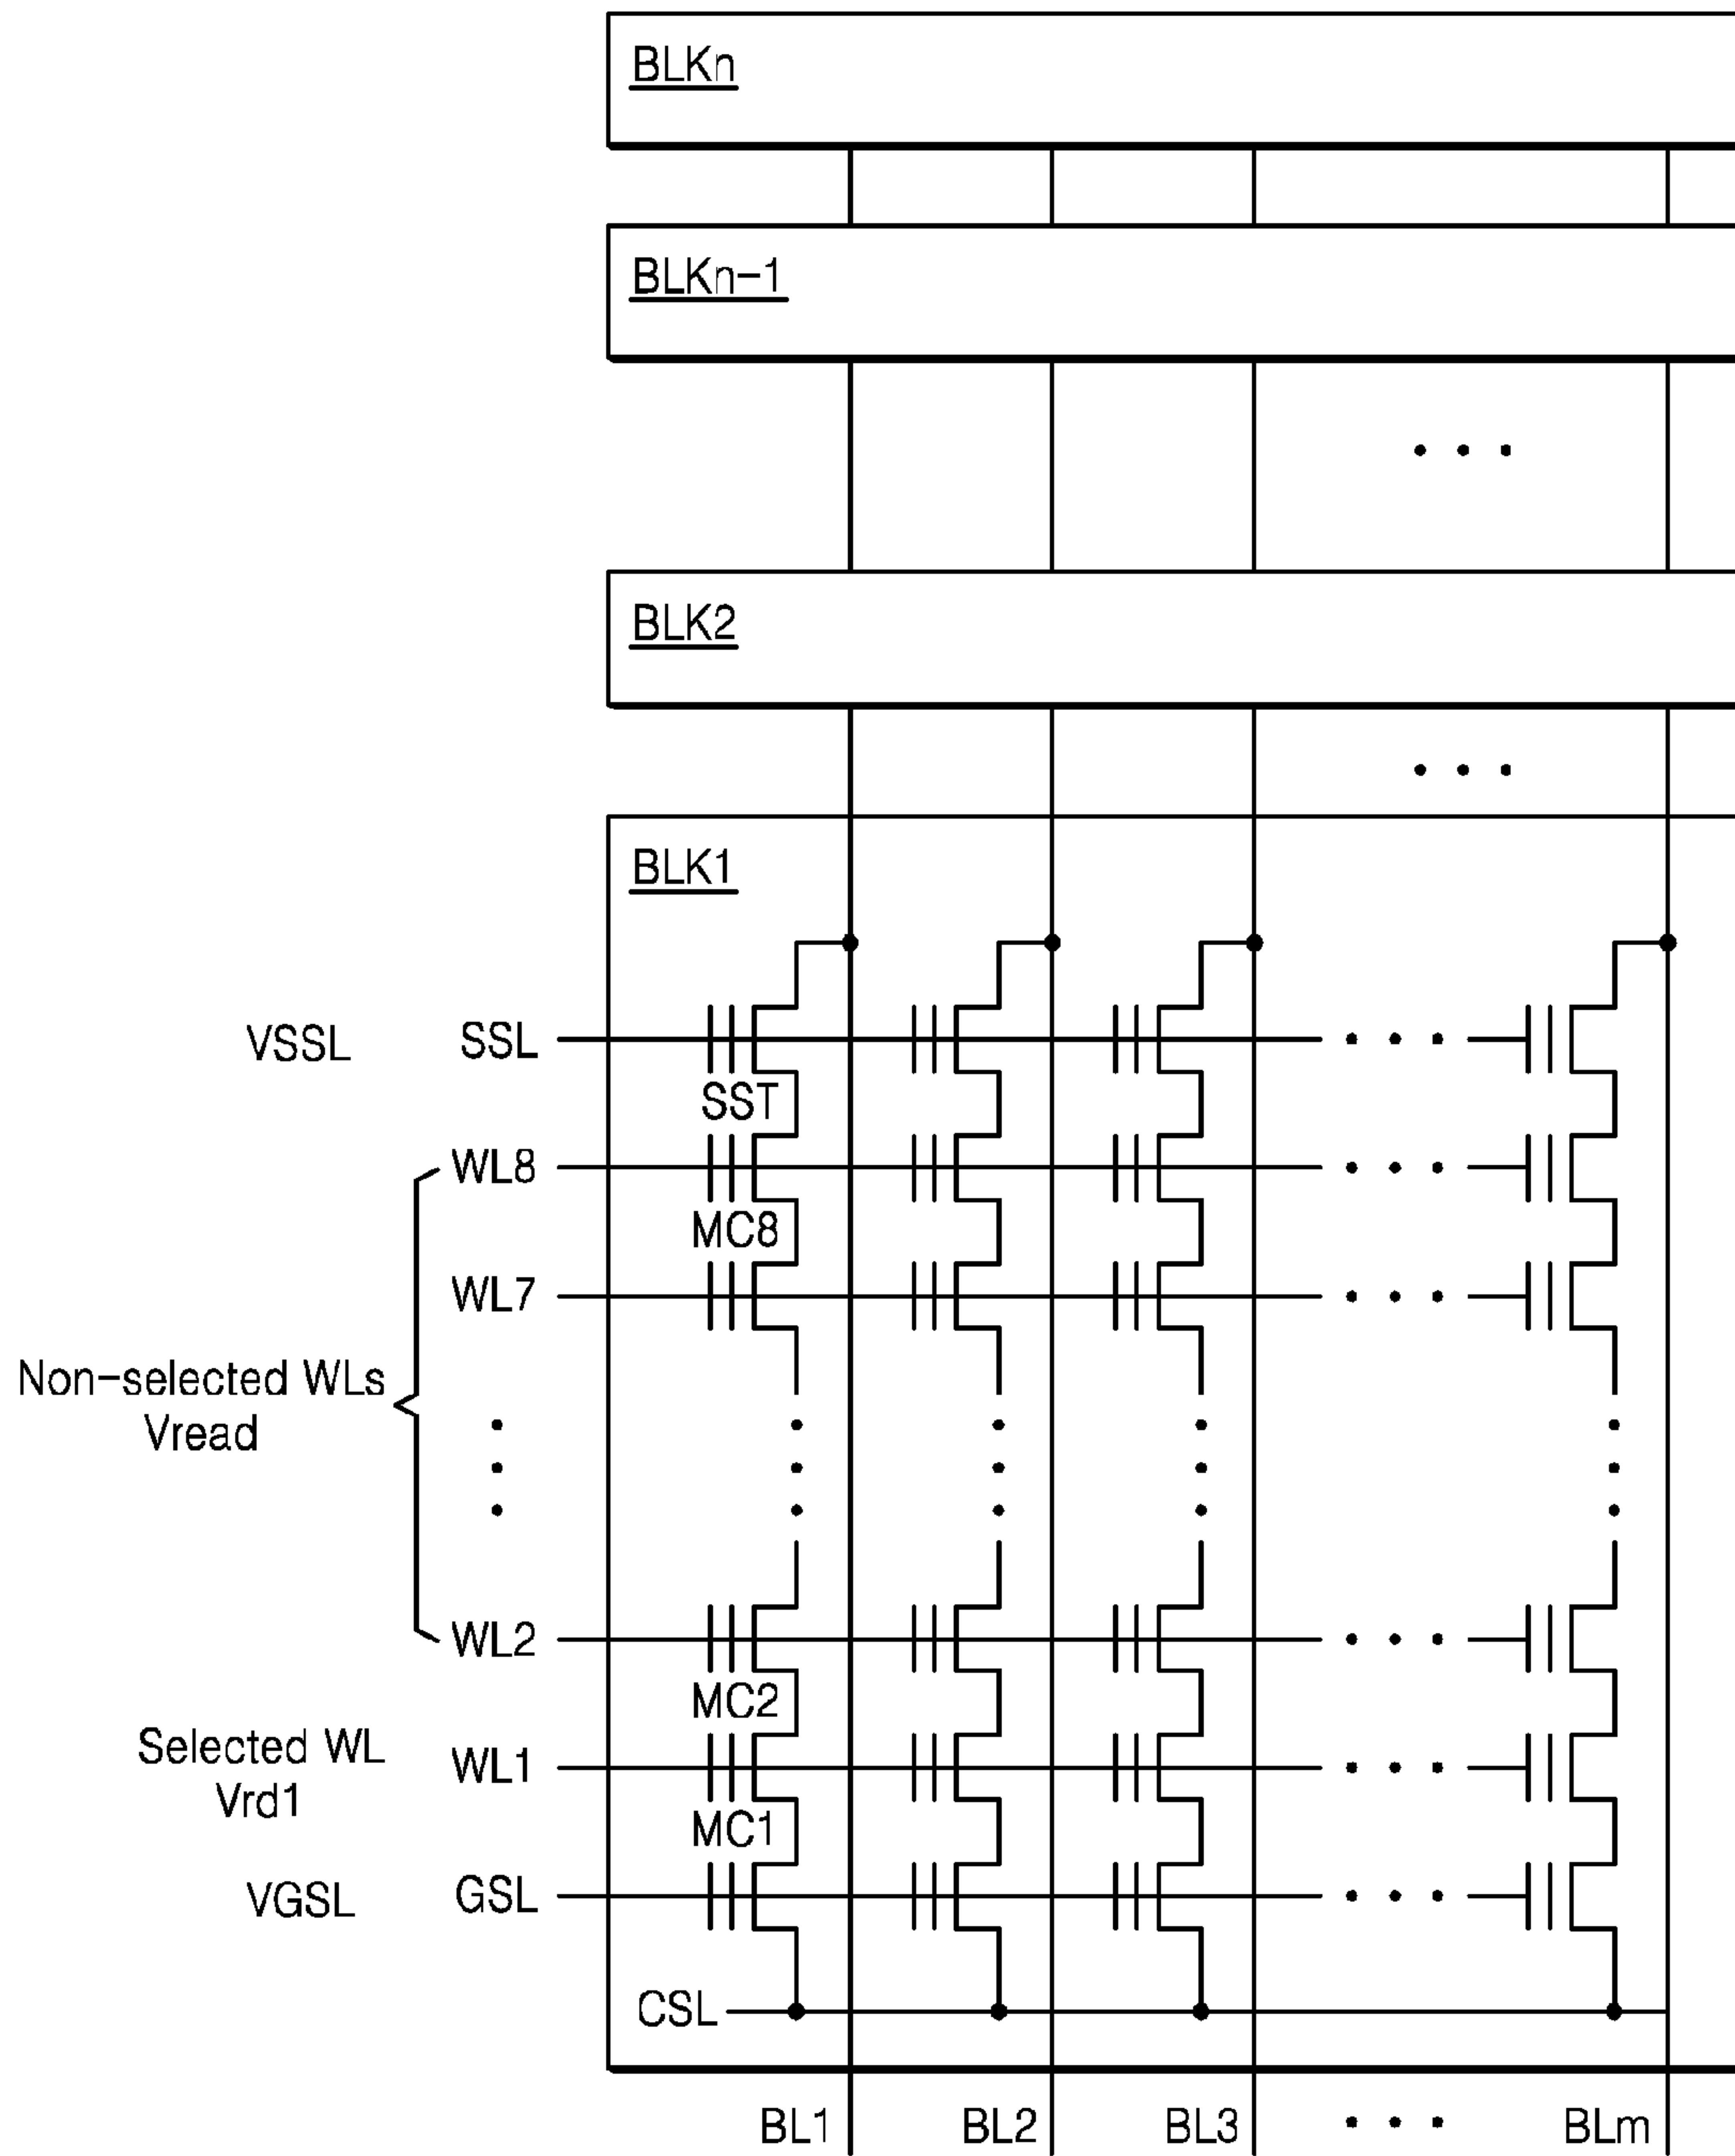 BLKn
BLKn-1
BLK2
BLK1
VSSL SSL
SST
WL8
MC8
WL7
Non-selected WLs
Vread
WL2
MC2
Selected WL
WL1
Vrd1
MC1
VGSL GSL
CSL
BL1 BL2 BL3 BLm